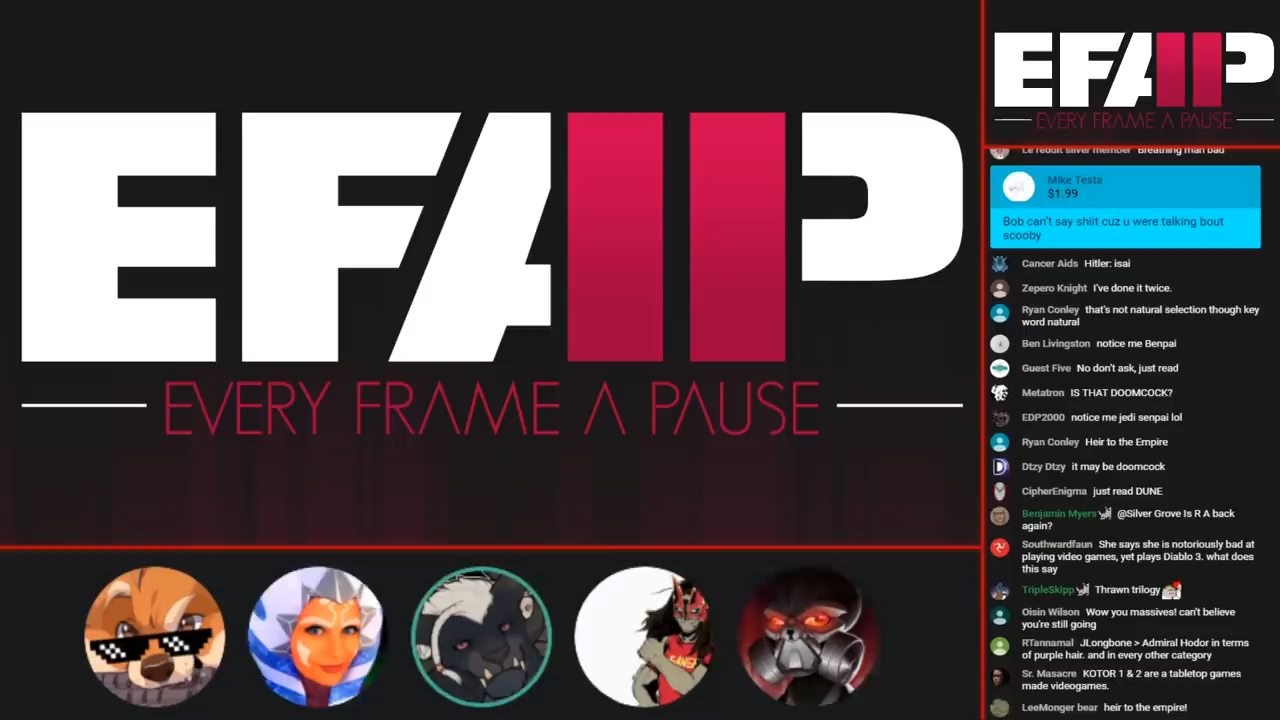 EFAP
EVERY FRAME A PAUSE
EFAP
EVERY FRAME A PAUSE
Le reddit silver member Breathing man bad
Mike Testa
$1.99
Bob can't say shiit cuz u were talking bout
scooby
Cancer Aids Hitler: isai
Zepero Knight I've done it twice.
Ryan Conley that's not natural selection though key
word natural
Ben Livingston notice me Benpai
Guest Five No don't ask, just read
Metatron IS THAT DOOMCOCK?
EDP2000 notice me jedi senpai lol
Ryan Conley Heir to the Empire
Dtzy Dtzy it may be doomcock
CipherEnigma just read DUNE
Benjamin Myers @Silver Grove Is R A back
again?
Southwardfaun She says she is notoriously bad at
playing video games, yet plays Diablo 3. what does
this say
TripleSkipp Thrawn trilogy
Oisin Wilson Wow you massives! can't believe
you're still going
RTannamal JLongbone > Admiral Hodor in terms
of purple hair. and in every other category
Sr. Masacre KOTOR 1 & 2 are a tabletop games
made videogames.
LeeMonger bear heir to the empire!